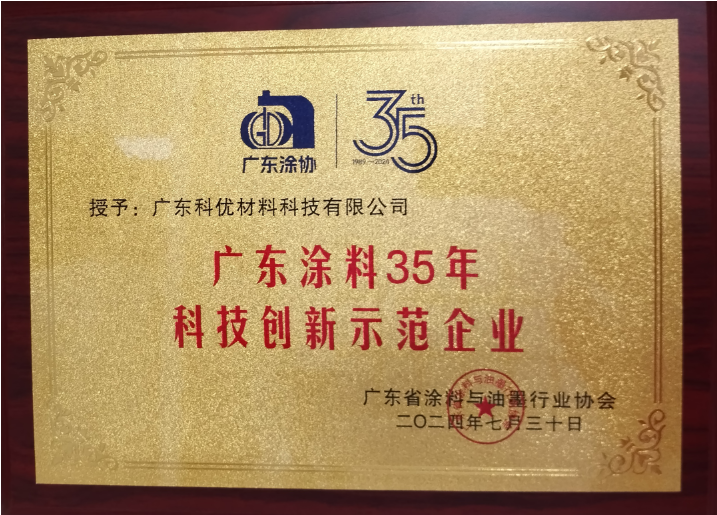 广东涂协
35th
1989—2024
授予：广东科优材料科技有限公司
广东涂料35年
科技创新示范企业
广东省涂料与油墨行业协会
二〇二四年七月三十日